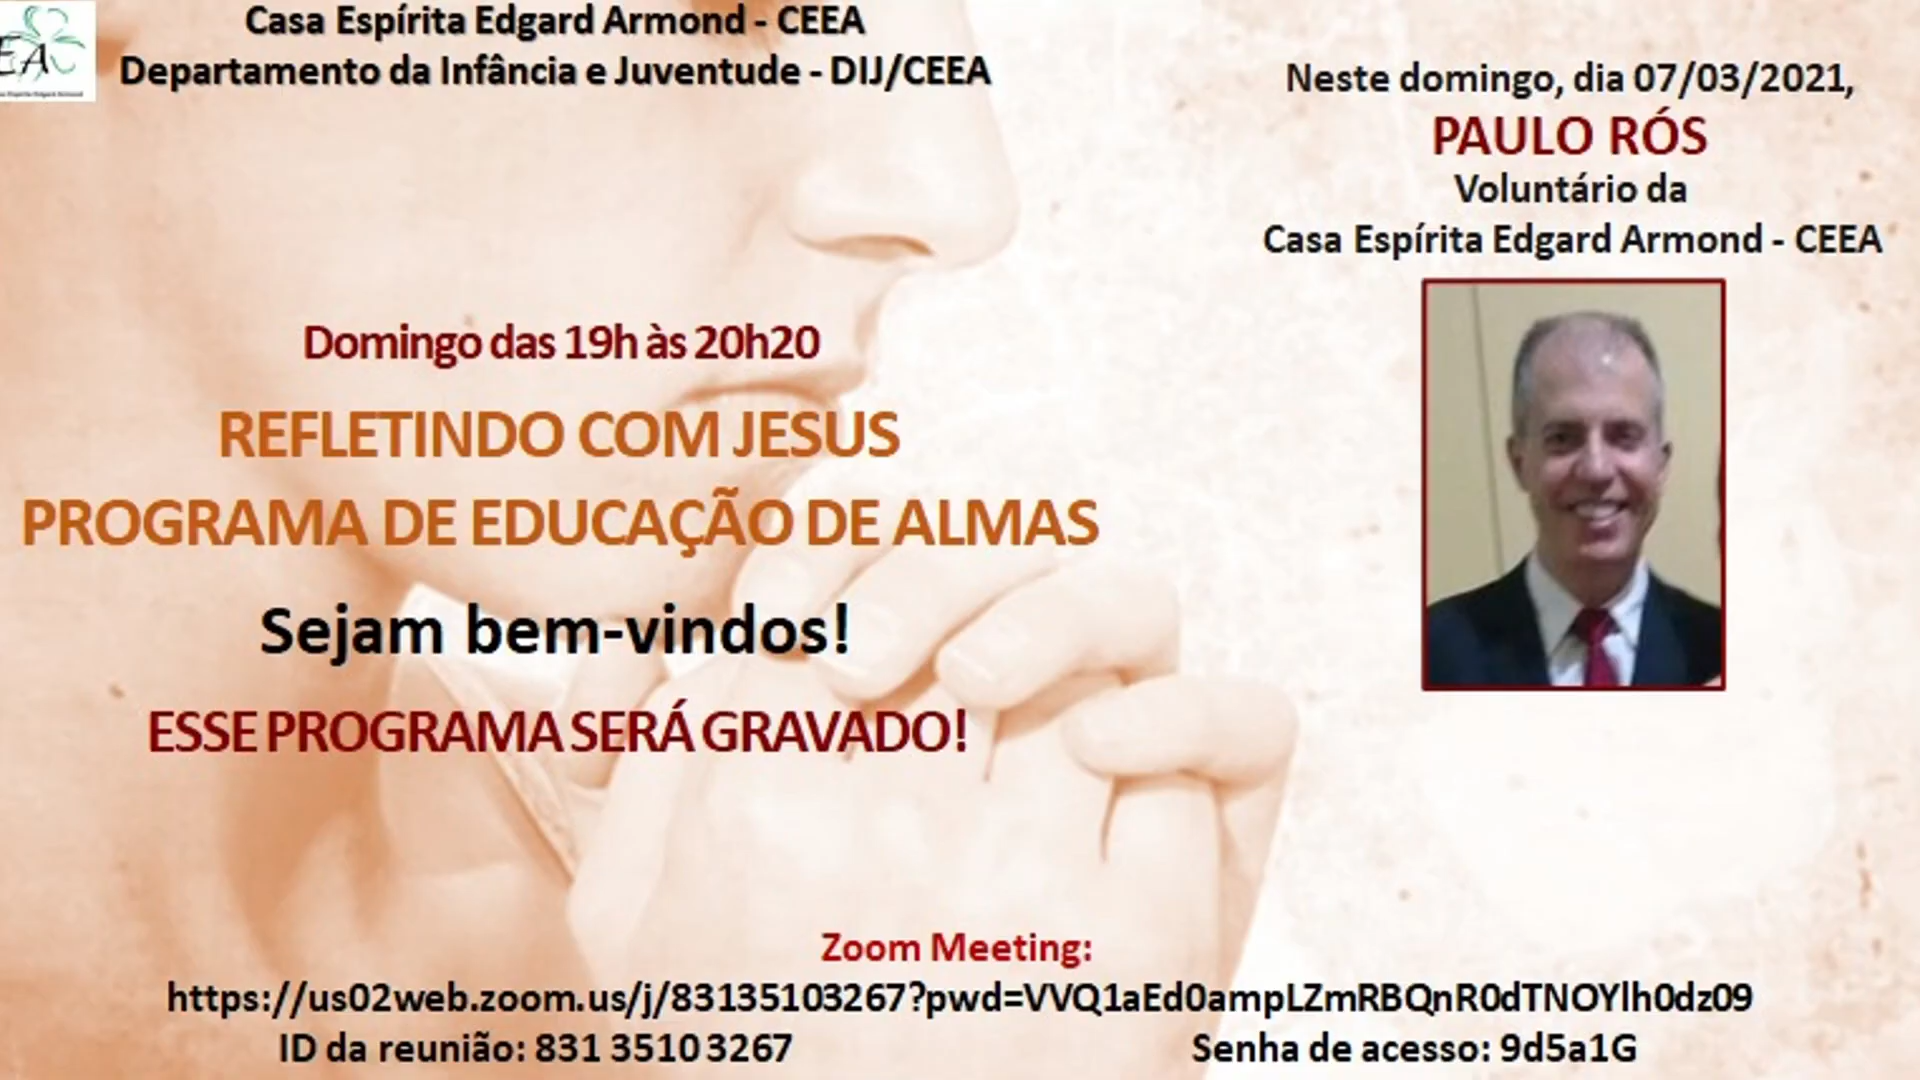 EA
Casa Espírita Edgard Armond - CEEA
Departamento da Infância e Juventude - DIJ/CEEA
Neste domingo, dia 07/03/2021,
PAULO RÓS
Voluntário da
Casa Espírita Edgard Armond - CEEA
Domingo das 19h às 20h20
REFLETINDO COM JESUS
PROGRAMA DE EDUCAÇÃO DE ALMAS
Sejam bem-vindos!
ESSE PROGRAMA SERÁ GRAVADO!
Zoom Meeting:
https://us02web.zoom.us/j/83135103267?pwd=VVQ1aEd0ampLZmRBQnR0dTNOYlh0dz09
ID da reunião: 831 3510 3267
Senha de acesso: 9d5a1G